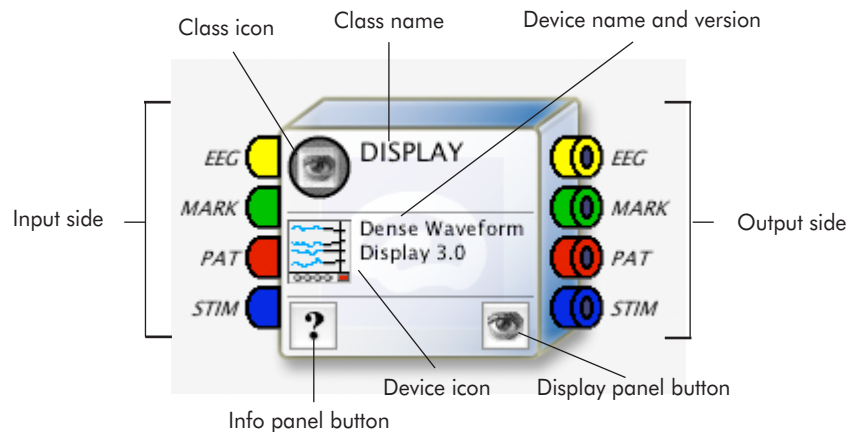 Class icon
Class name
Device name and version
EEG
MARK
PAT
STIM
Input side
DISPLAY
Dense Waveform
Display 3.0
?
EEG
MARK
PAT
STIM
Output side
Device icon
Display panel button
Info panel button